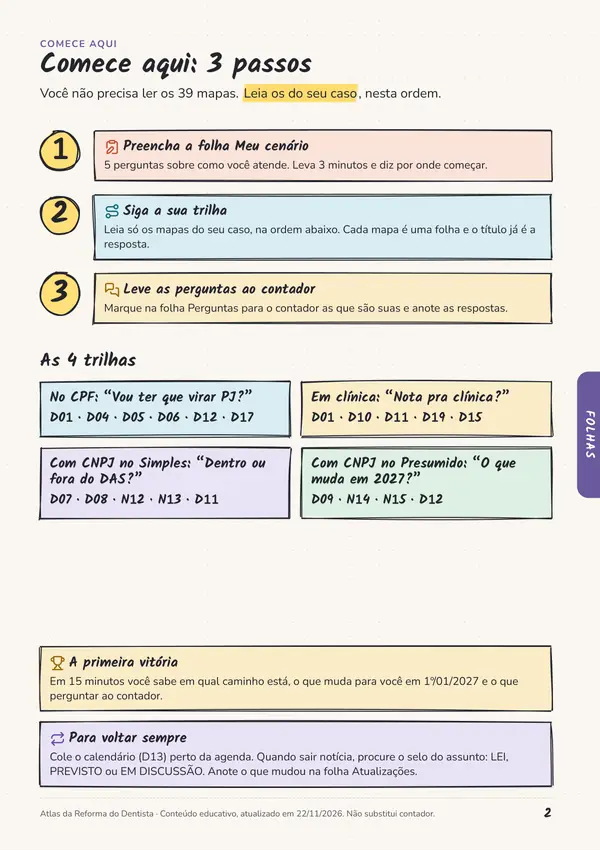 COMECE AQUI
Comece aqui: 3 passos
Você não precisa ler os 39 mapas. Leia os do seu caso, nesta ordem.
1
Preencha a folha Meu cenário
5 perguntas sobre como você atende. Leva 3 minutos e diz por onde começar.
2
Siga a sua trilha
Leia só os mapas do seu caso, na ordem abaixo. Cada mapa é uma folha e o título já é a
resposta.
3
Leve as perguntas ao contador
Marque na folha Perguntas para o contador as que são suas e anote as respostas.
As 4 trilhas
No CPF: “Vou ter que virar PJ?”
D01 · D04 · D05 · D06 · D12 · D17
Em clínica: “Nota pra clínica?”
D01 · D10 · D11 · D19 · D15
Com CNPJ no Simples: “Dentro ou
fora do DAS?”
D07 · D08 · N12 · N13 · D11
Com CNPJ no Presumido: “O que
muda em 2027?”
D09 · N14 · N15 · D12
FOLHAS
A primeira vitória
Em 15 minutos você sabe em qual caminho está, o que muda para você em 1º/01/2027 e o que
perguntar ao contador.
Para voltar sempre
Cole o calendário (D13) perto da agenda. Quando sair notícia, procure o selo do assunto: LEI,
PREVISTO ou EM DISCUSSÃO. Anote o que mudou na folha Atualizações.
Atlas da Reforma do Dentista · Conteúdo educativo, atualizado em 22/11/2026. Não substitui contador.
2